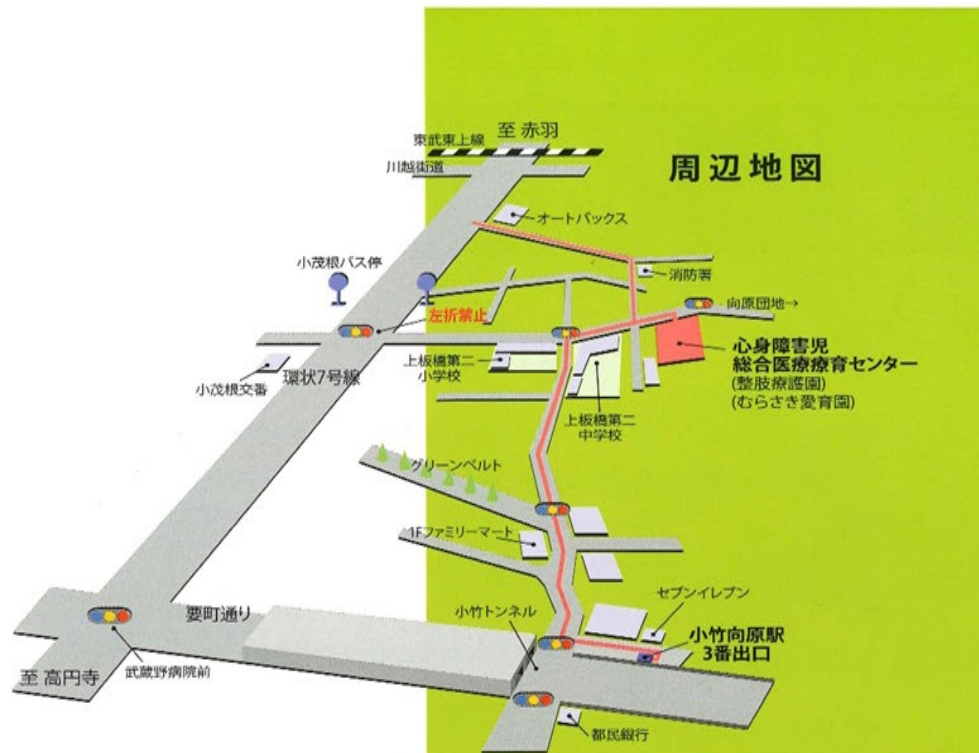 至 赤羽
東武東上線
川越街道
周辺地図
オートバックス
小茂根バス停
消防署
向原団地→
左折禁止
心身障害児
総合医療療育センター
(整肢療護園)
(むらさき愛育園)
上板橋第二
小学校
小茂根交番
環状7号線
上板橋第二
中学校
グリーンベルト
1Fファミリーマート
セブンイレブン
要町通り
小竹トンネル
小竹向原駅
3番出口
至 高円寺
武蔵野病院前
都民銀行